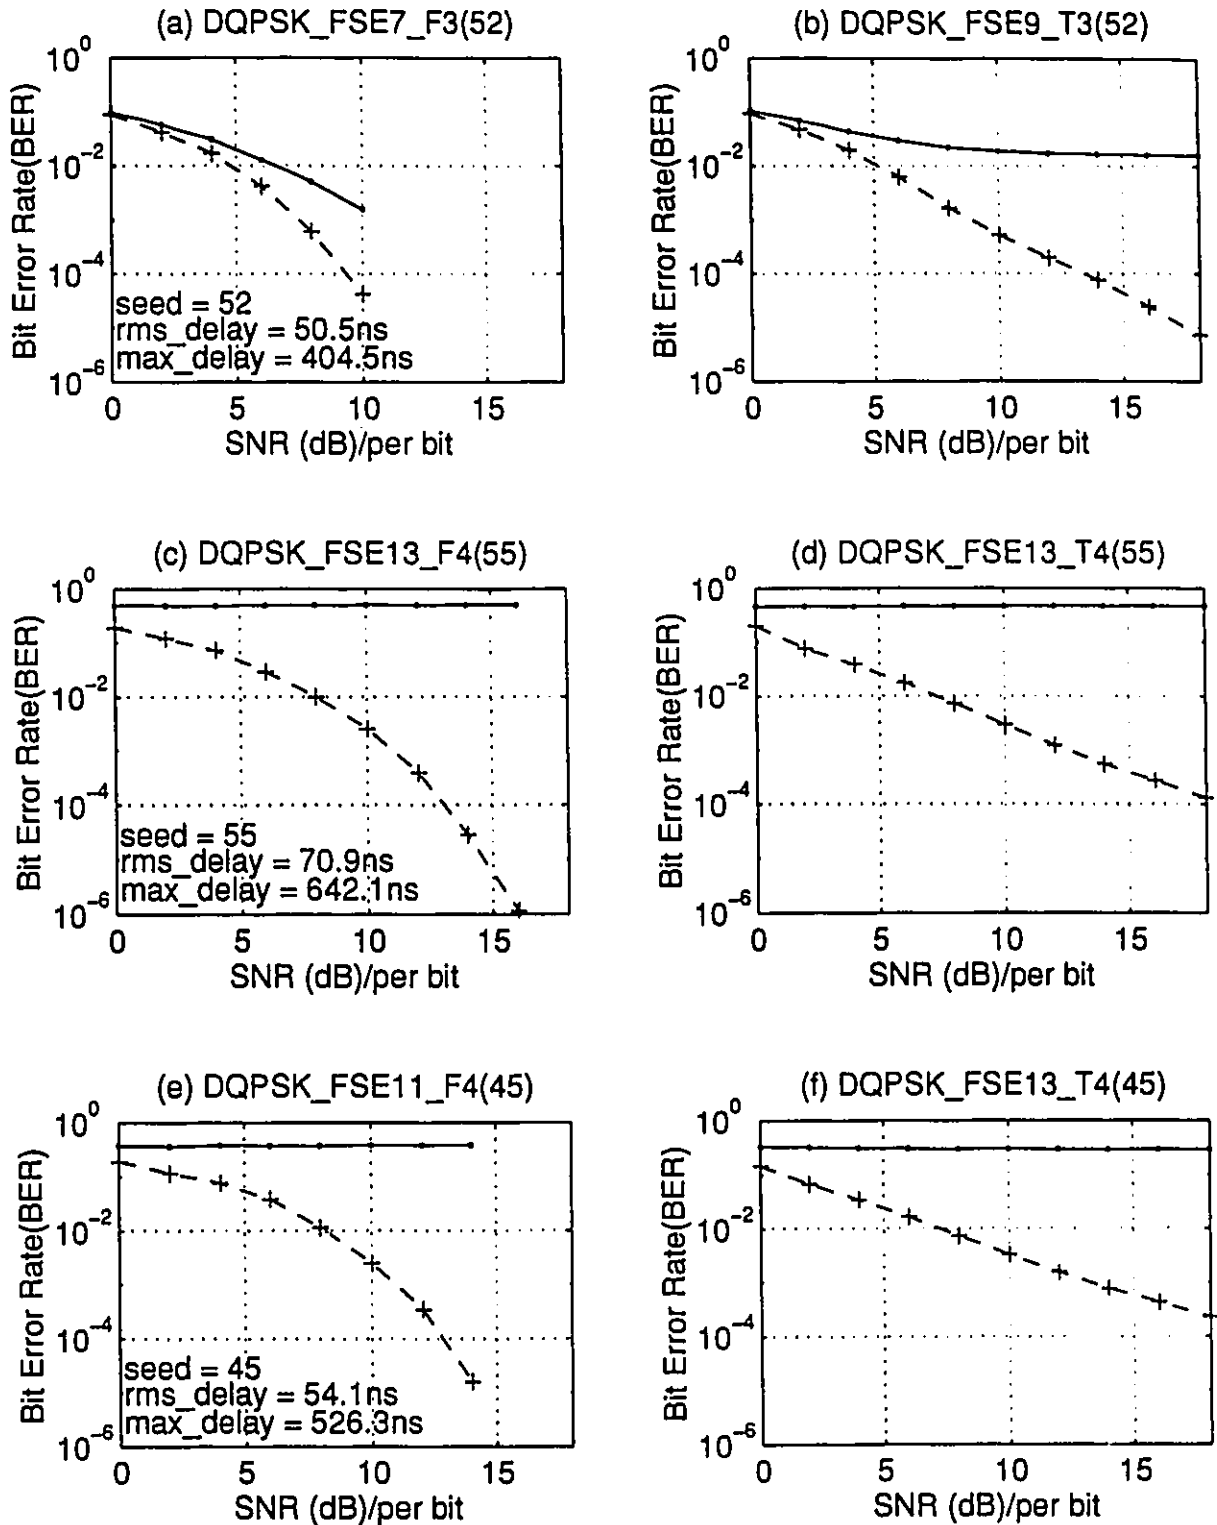 (a) DQPSK_FSE7_F3(52)
Bit Error Rate(BER)
10^0
10^-2
10^-4
10^-6
seed = 52
rms_delay = 50.5ns
max_delay = 404.5ns
0 5 10 15
SNR (dB)/per bit
(b) DQPSK_FSE9_T3(52)
Bit Error Rate(BER)
10^0
10^-2
10^-4
10^-6
0 5 10 15
SNR (dB)/per bit
(c) DQPSK_FSE13_F4(55)
Bit Error Rate(BER)
10^0
10^-2
10^-4
10^-6
seed = 55
rms_delay = 70.9ns
max_delay = 642.1ns
0 5 10 15
SNR (dB)/per bit
(d) DQPSK_FSE13_T4(55)
Bit Error Rate(BER)
10^0
10^-2
10^-4
10^-6
0 5 10 15
SNR (dB)/per bit
(e) DQPSK_FSE11_F4(45)
Bit Error Rate(BER)
10^0
10^-2
10^-4
10^-6
seed = 45
rms_delay = 54.1ns
max_delay = 526.3ns
0 5 10 15
SNR (dB)/per bit
(f) DQPSK_FSE13_T4(45)
Bit Error Rate(BER)
10^0
10^-2
10^-4
10^-6
0 5 10 15
SNR (dB)/per bit